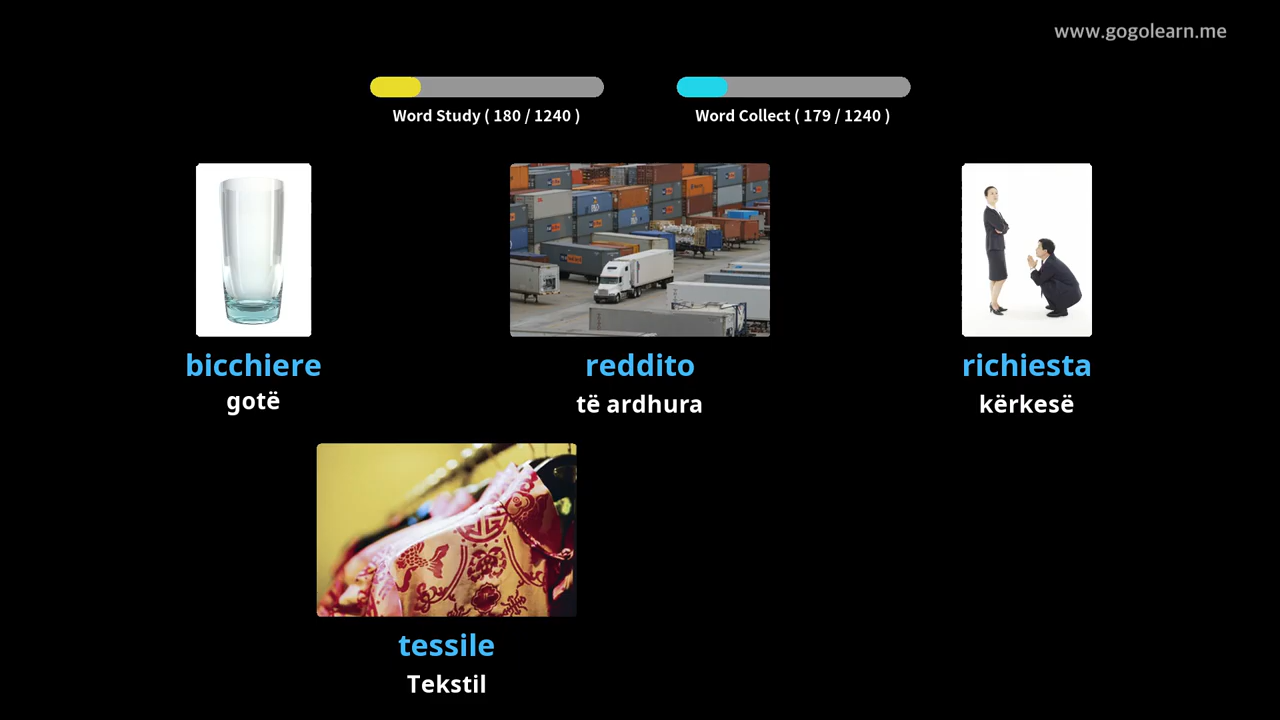 www.gogolearn.me
Word Study ( 180 / 1240 )
Word Collect ( 179 / 1240 )
bicchiere
gotë
reddito
të ardhura
richiesta
kërkesë
tessile
Tekstil